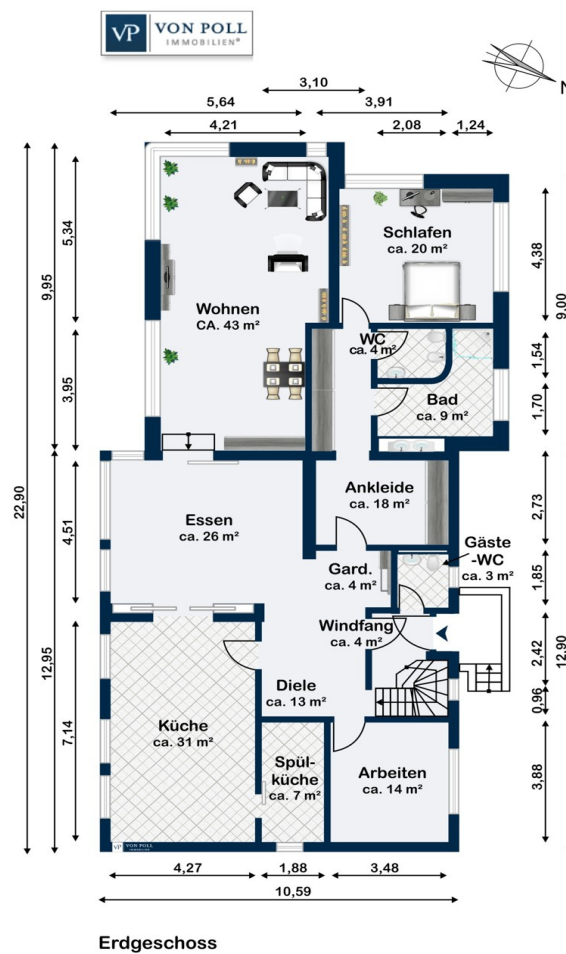 VP VON POLL
IMMOBILIEN®
N
3,10
5,64
3,91
4,21
2,08
1,24
Schlafen
ca. 20 m²
Wohnen
CA. 43 m²
WC
ca. 4 m²
Bad
ca. 9 m²
Ankleide
ca. 18 m²
Essen
ca. 26 m²
Gäste
-WC
ca. 3 m²
Gard.
ca. 4 m²
Windfang
ca. 4 m²
Diele
ca. 13 m²
Küche
ca. 31 m²
Spül-
küche
ca. 7 m²
Arbeiten
ca. 14 m²
22,90
9,95
12,95
5,34
3,95
4,51
7,14
4,38
9,00
1,54
1,70
2,73
1,85
2,42
12,90
0,96
3,88
VP VON POLL
IMMOBILIEN
4,27
1,88
3,48
10,59
Erdgeschoss